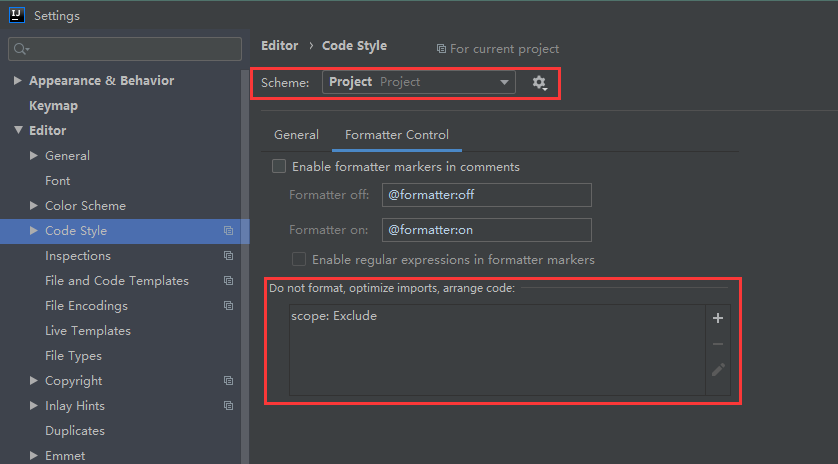 IJ Settings
Editor › Code Style For current project
Scheme: Project Project
Appearance & Behavior
Keymap
Editor
General
Font
Color Scheme
Code Style
Inspections
File and Code Templates
File Encodings
Live Templates
File Types
Copyright
Inlay Hints
Duplicates
Emmet
General Formatter Control
Enable formatter markers in comments
Formatter off: @formatter:off
Formatter on: @formatter:on
Enable regular expressions in formatter markers
Do not format, optimize imports, arrange code:
scope: Exclude